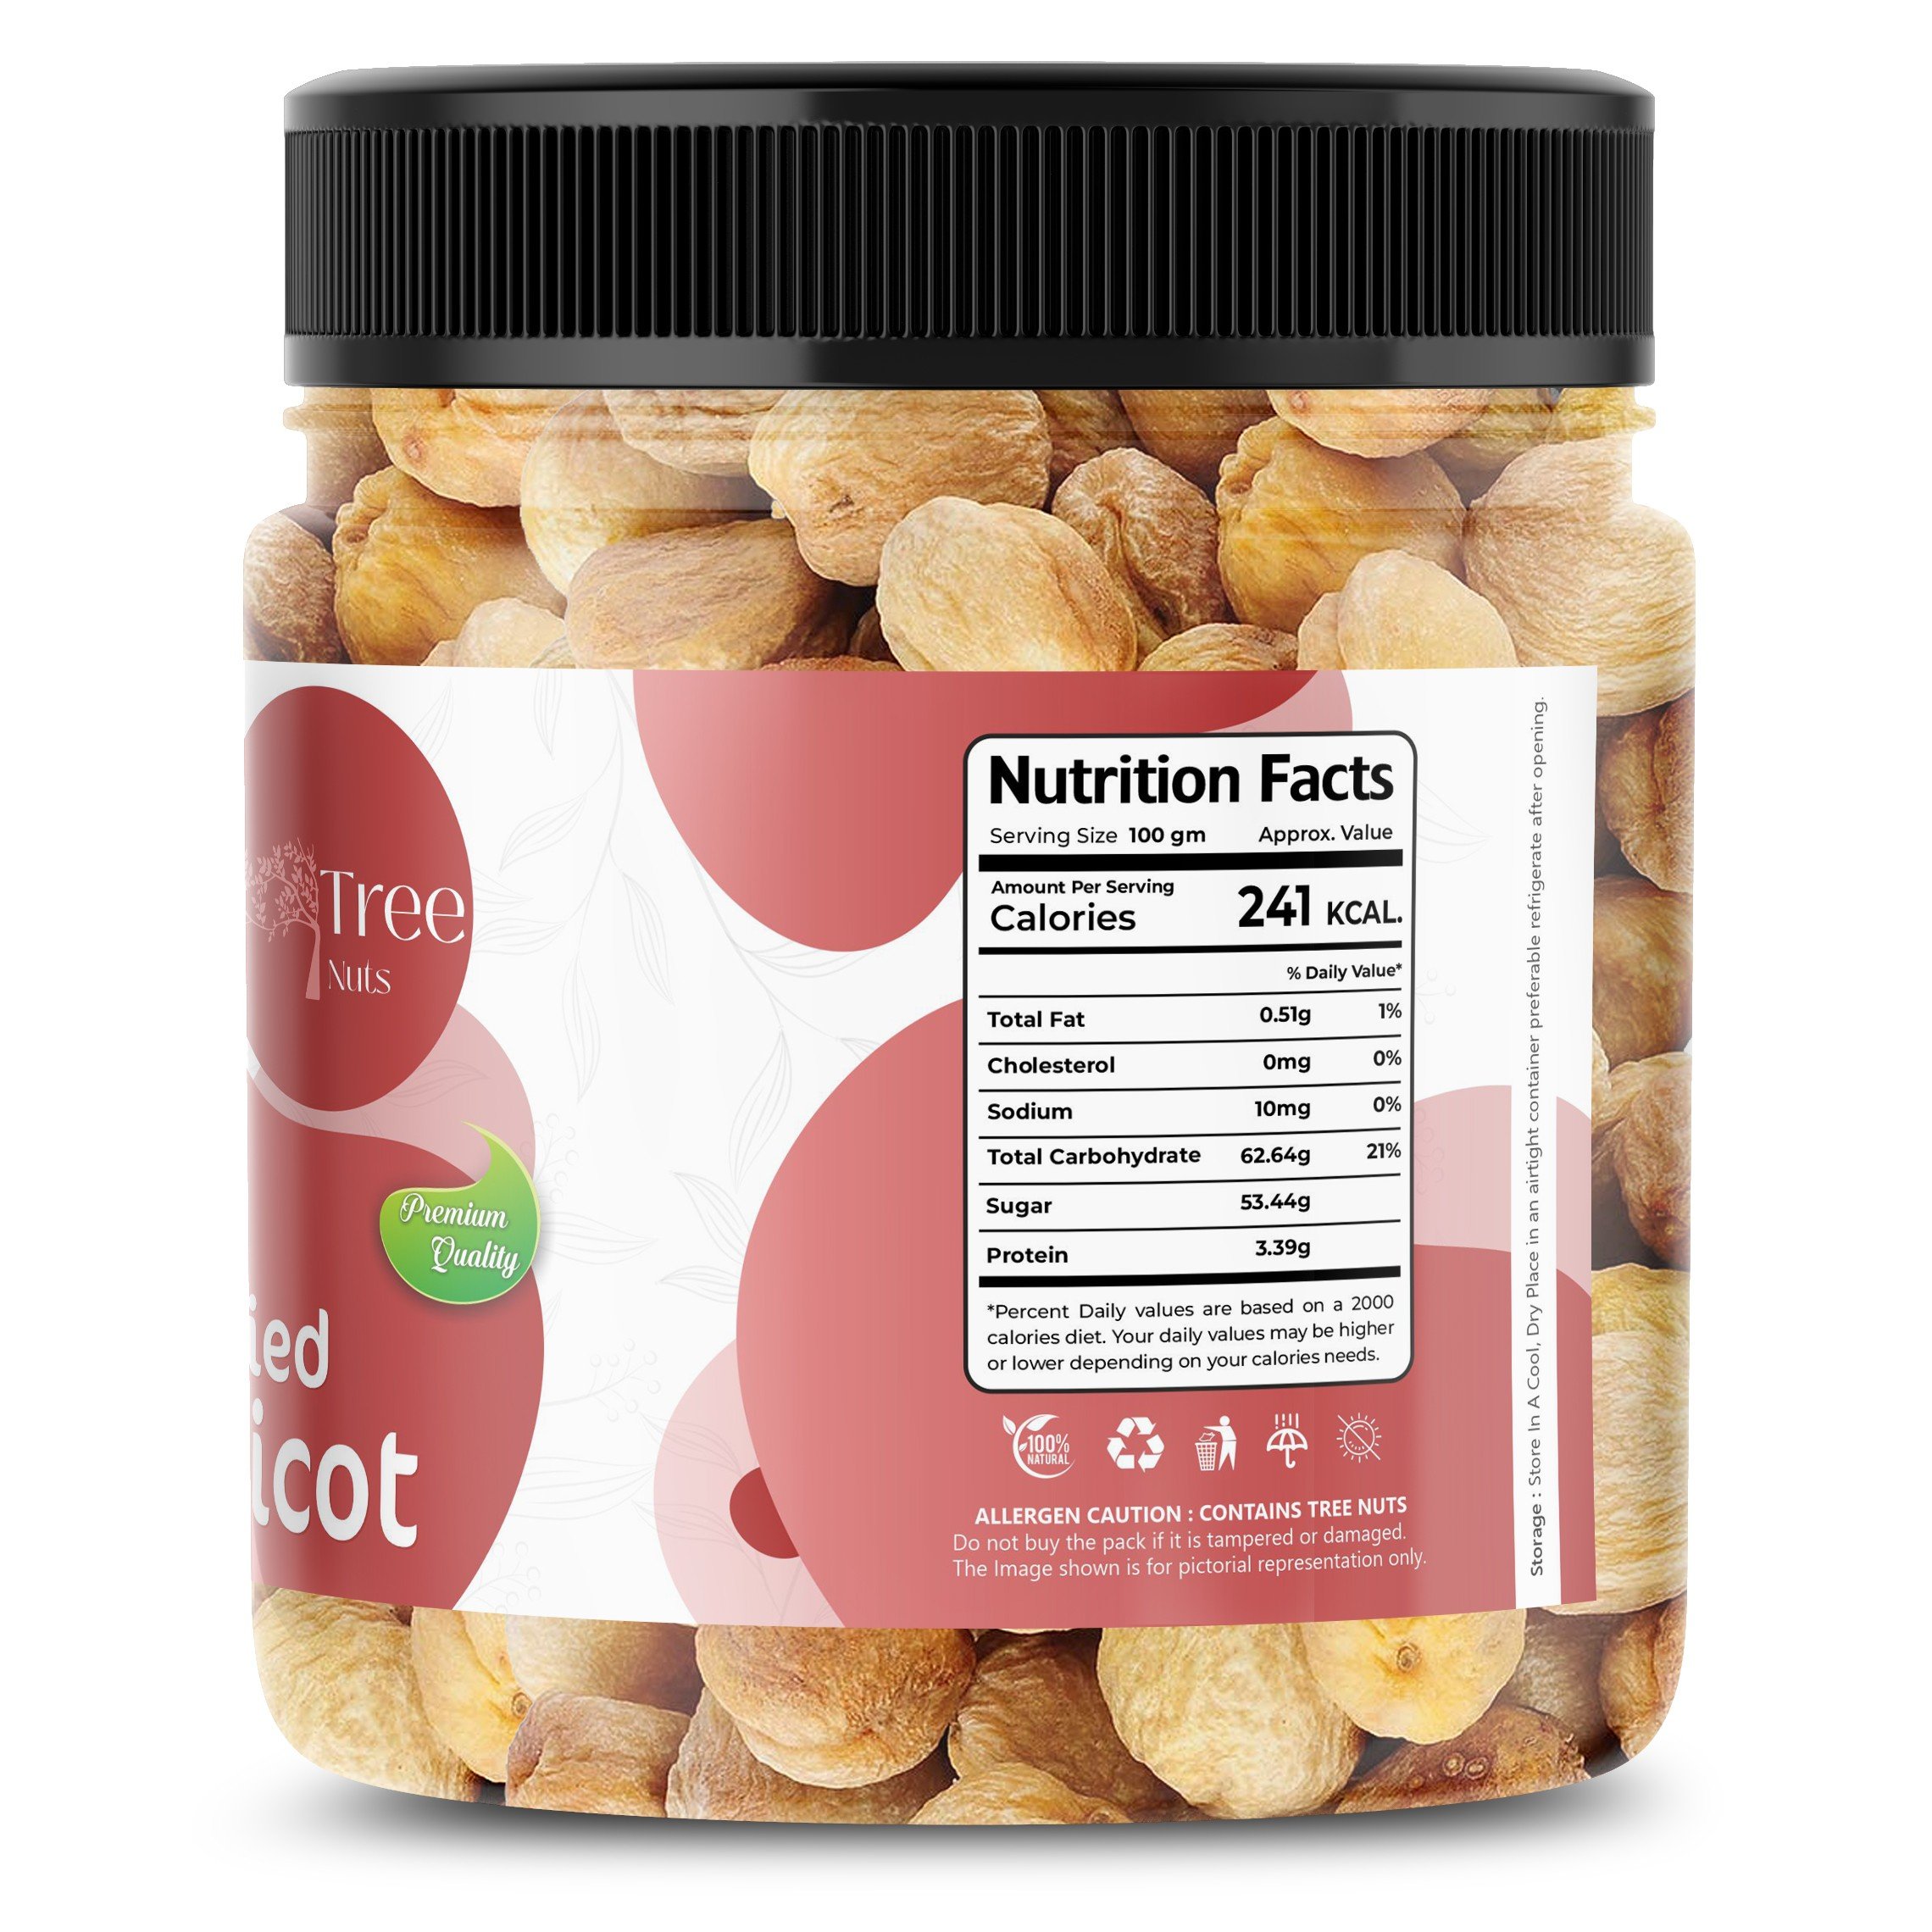 Tree
Nuts
Premium
Quality
ied
icot
Nutrition Facts
Serving Size 100 gm Approx. Value
Amount Per Serving
Calories 241 KCAL.
% Daily Value*
Total Fat 0.51g 1%
Cholesterol 0mg 0%
Sodium 10mg 0%
Total Carbohydrate 62.64g 21%
Sugar 53.44g
Protein 3.39g
*Percent Daily values are based on a 2000
calories diet. Your daily values may be higher
or lower depending on your calories needs.
100%
NATURAL
ALLERGEN CAUTION : CONTAINS TREE NUTS
Do not buy the pack if it is tampered or damaged.
The Image shown is for pictorial representation only.
Storage : Store In A Cool, Dry Place in an airtight container preferable refrigerate after opening.